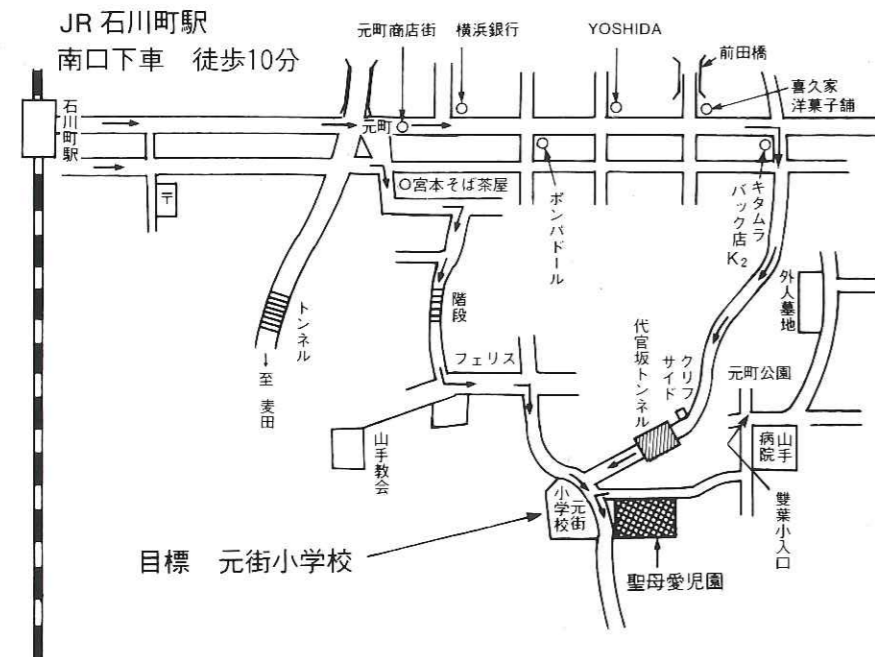 JR 石川町駅
南口下車 徒歩10分
元町商店街
横浜銀行
YOSHIDA
前田橋
喜久家
洋菓子舗
石川町駅
元町
〒
宮本そば茶屋
ポンパドール
キタムラ
バック店
K2
外人墓地
階段
トンネル
代官坂トンネル
クリフ
サイド
フェリス
元町公園
至 麦田
山手教会
山手
病院
元街
小学校
雙葉小入口
目標 元街小学校
聖母愛児園